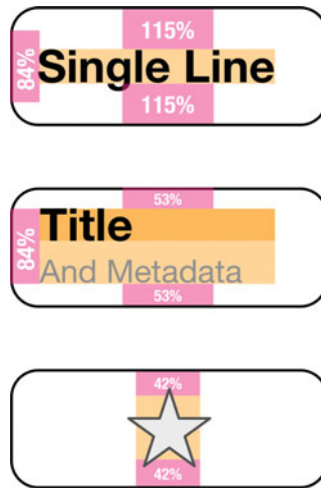 115%
84%
Single Line
115%
53%
84%
Title
And Metadata
53%
42%
42%